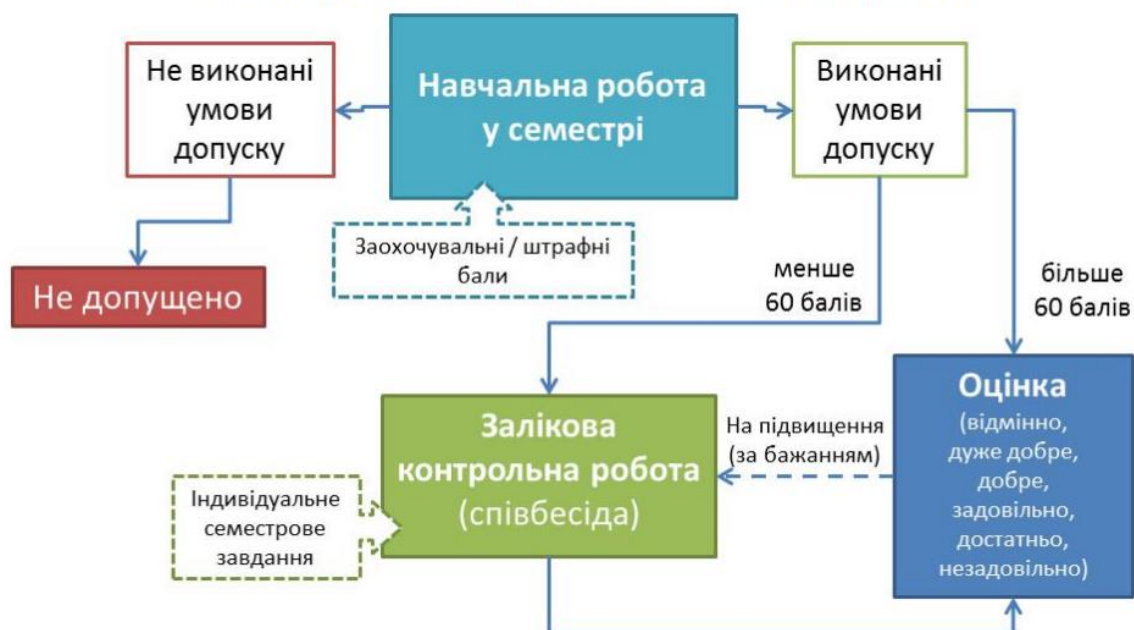 Не виконані
умови
допуску
Навчальна робота
у семестрі
Виконані
умови
допуску
Заохочувальні / штрафні
бали
Не допущено
менше
60 балів
більше
60 балів
Залікова
контрольна робота
(співбесіда)
На підвищення
(за бажанням)
Оцінка
(відмінно,
дуже добре,
добре,
задовільно,
достатньо,
незадовільно)
Індивідуальне
семестрове
завдання